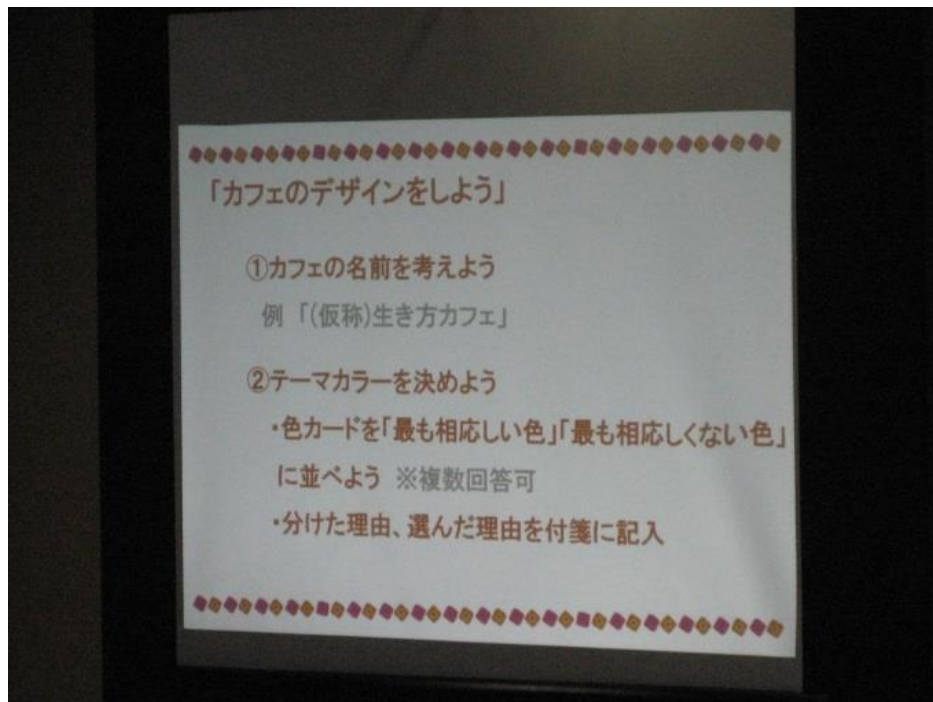 「カフェのデザインをしよう」
①カフェの名前を考えよう
例 「(仮称)生き方カフェ」
②テーマカラーを決めよう
・色カードを「最も相応しい色」「最も相応しくない色」
に並べよう ※複数回答可
・分けた理由、選んだ理由を付箋に記入